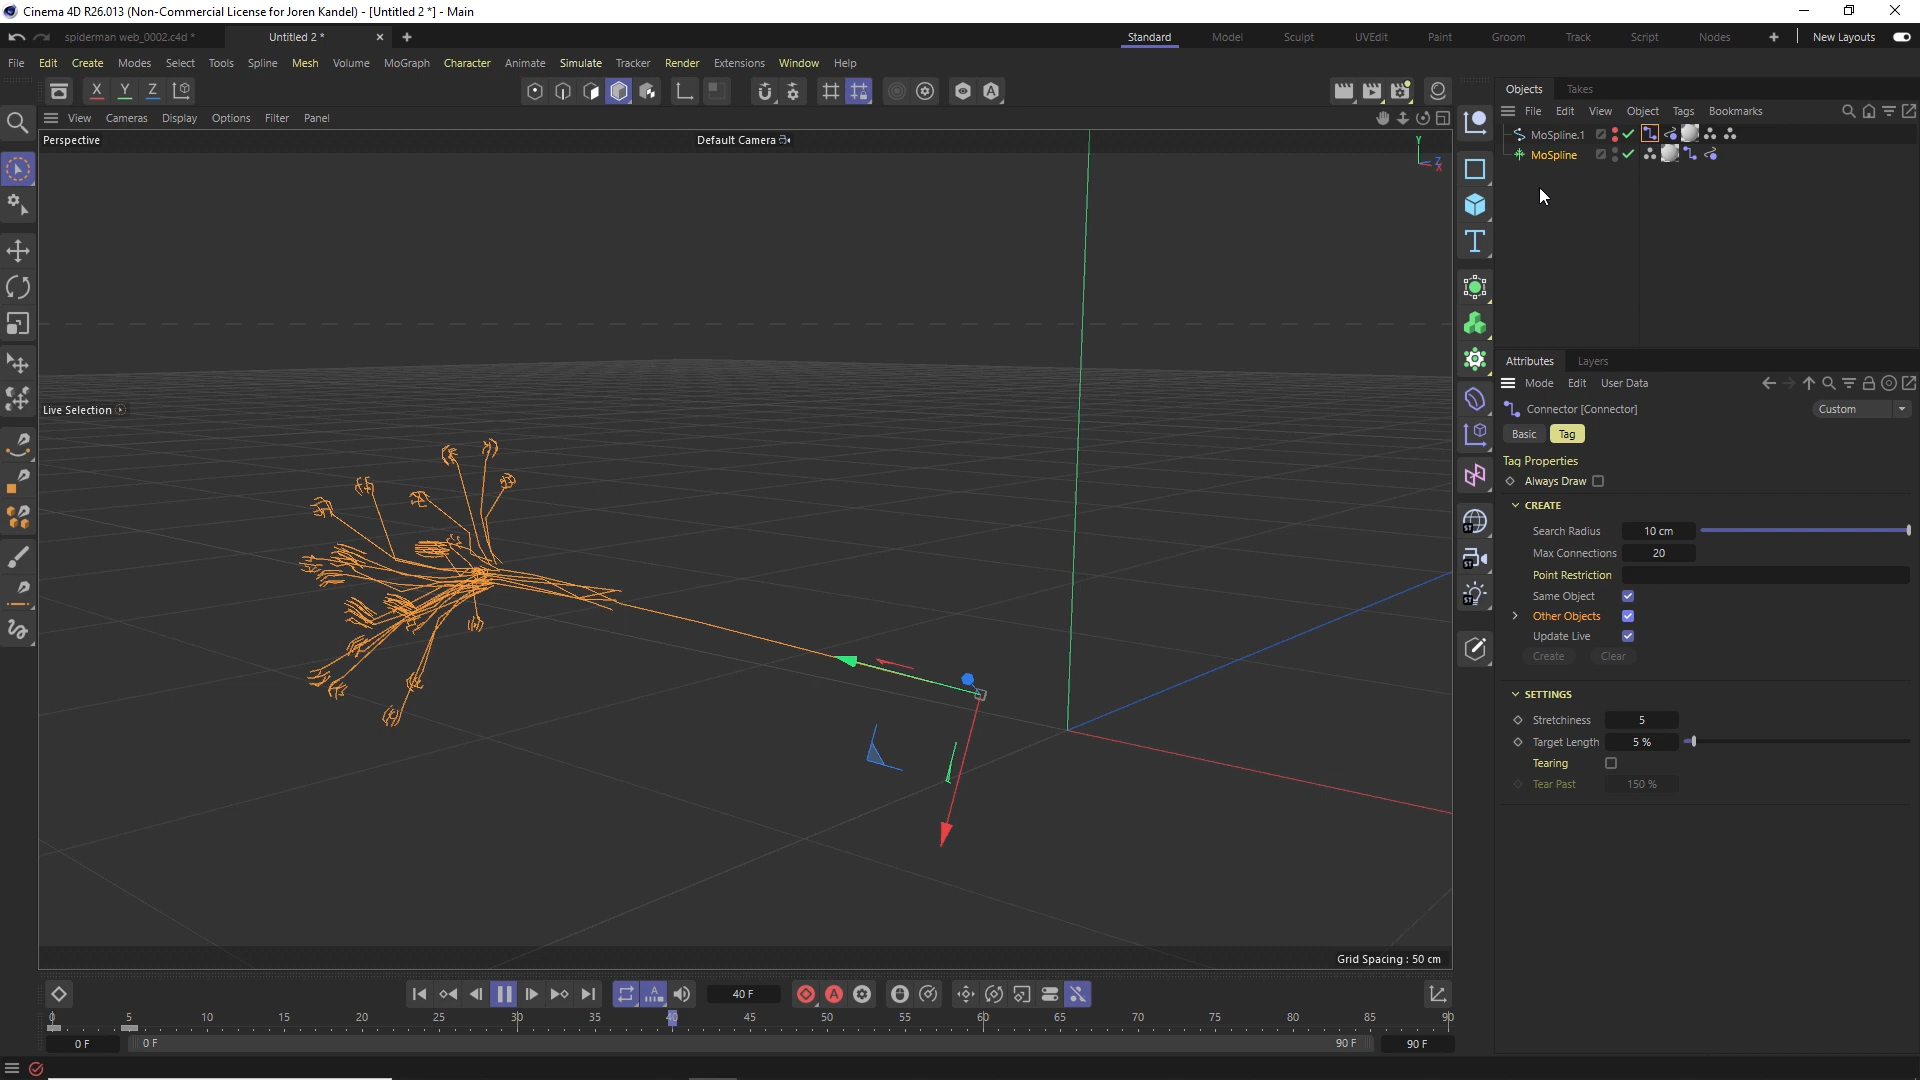 Cinema 4D R26.013 (Non-Commercial License for Joren Kandel) - [Untitled 2 *] - Main
spiderman web_0002.c4d * Untitled 2 * Standard Model Sculpt UVEdit Paint Groom Track Script Nodes New Layouts
File Edit Create Modes Select Tools Spline Mesh Volume MoGraph Character Animate Simulate Tracker Render Extensions Window Help
X Y Z
Objects Takes
View Cameras Display Options Filter Panel
File Edit View Object Tags Bookmarks
Perspective Default Camera
Y
Z
X
MoSpline.1
MoSpline
Attributes Layers
Mode Edit User Data
Live Selection
Connector [Connector] Custom
Basic Tag
Tag Properties
Always Draw
CREATE
Search Radius 10 cm
Max Connections 20
Point Restriction
Same Object
Other Objects
Update Live
Create Clear
SETTINGS
Stretchiness 5
Target Length 5 %
Tearing
Tear Past 150 %
ST
ST
ST
Grid Spacing : 50 cm
40 F
0 5 10 15 20 25 30 35 40 45 50 55 60 65 70 75 80 85 90
0 F 0 F 90 F 90 F